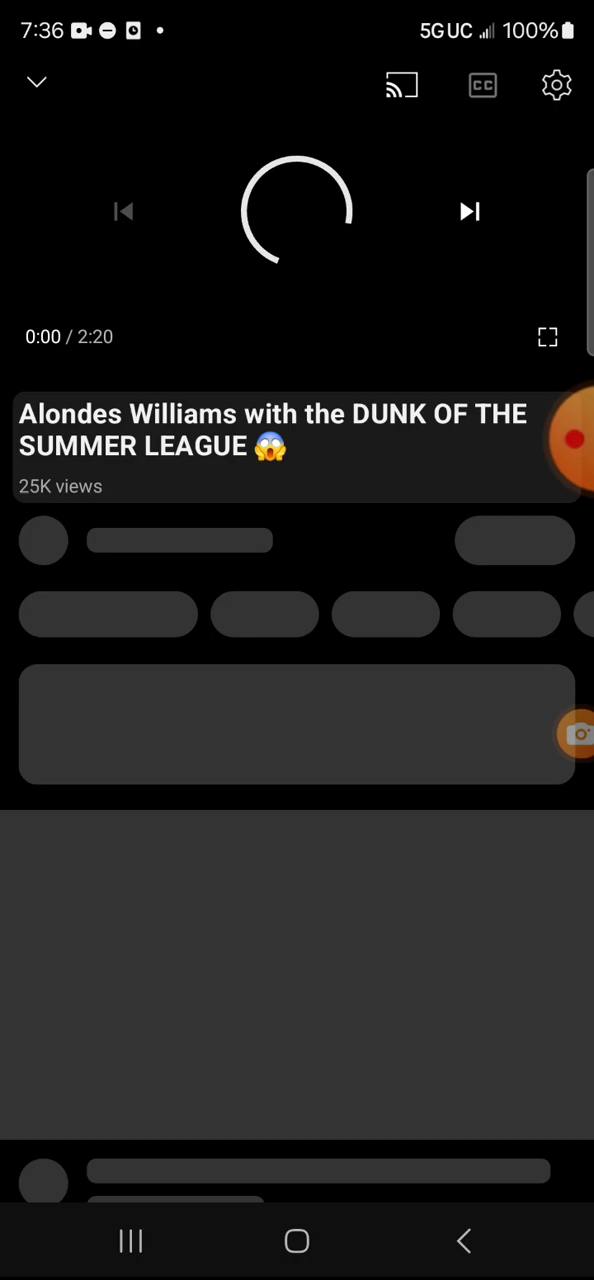 7:36
5G UC 100%
CC
0:00 / 2:20
Alondes Williams with the DUNK OF THE
SUMMER LEAGUE 😱
25K views